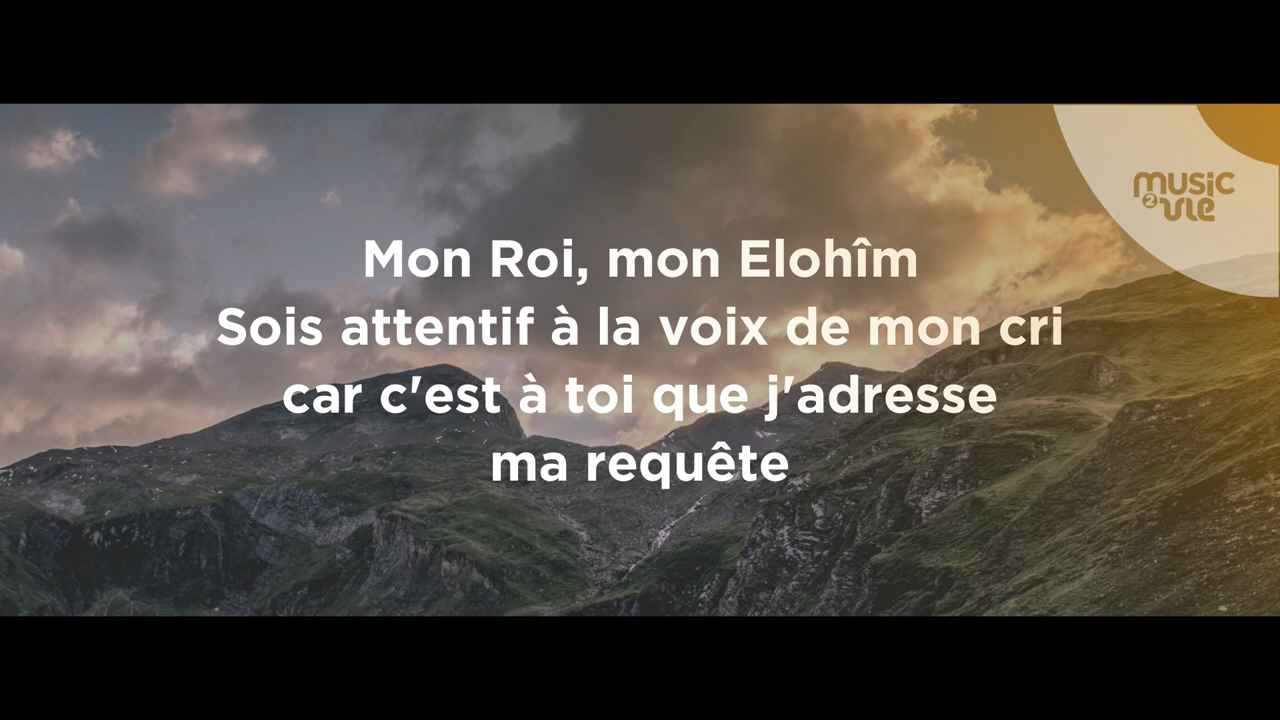 music
2 vie
Mon Roi, mon Elohîm
Sois attentif à la voix de mon cri
car c'est à toi que j'adresse
ma requête